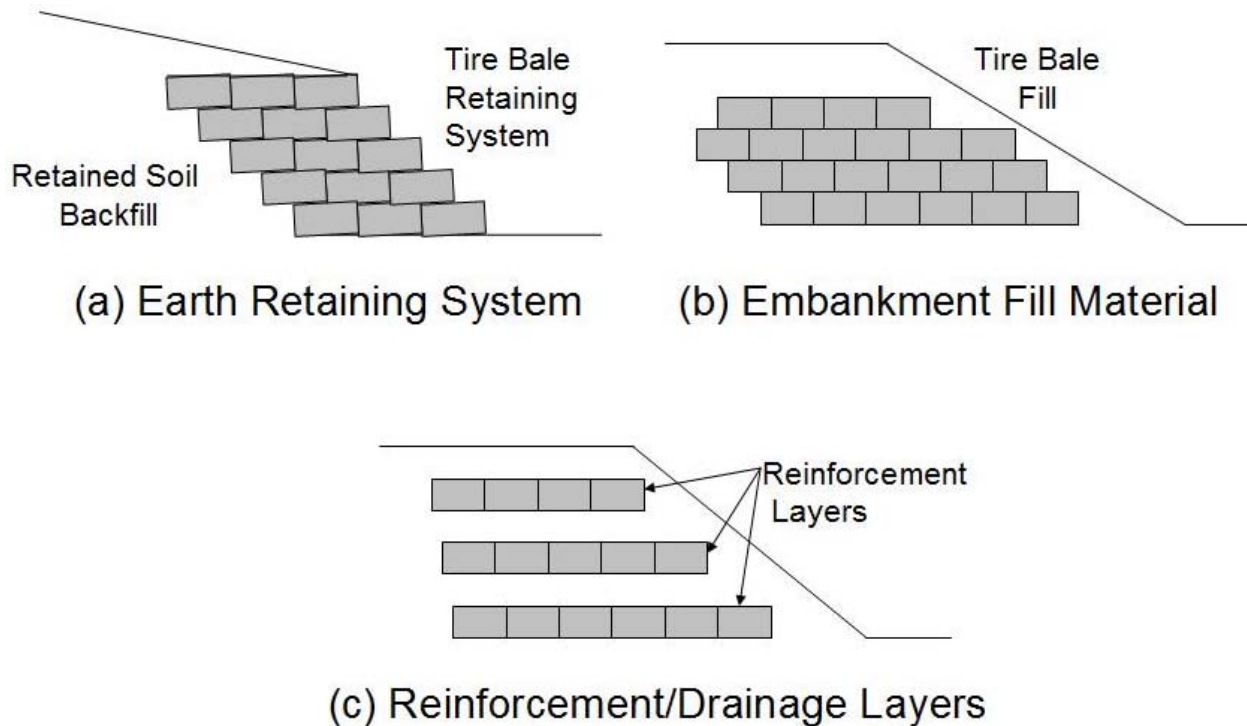 Tire Bale
Retaining
System
Retained Soil
Backfill
(a) Earth Retaining System
Tire Bale
Fill
(b) Embankment Fill Material
Reinforcement
Layers
(c) Reinforcement/Drainage Layers